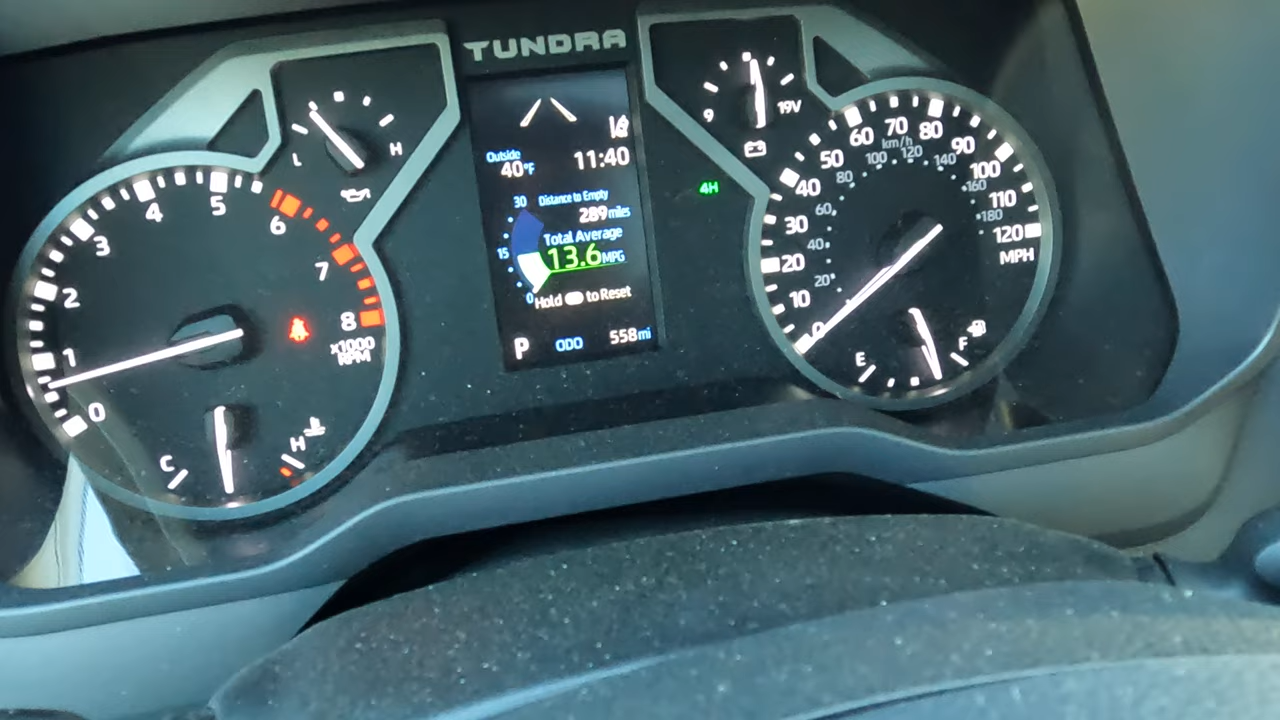 TUNDRA
L
H
9
19V
Outside
40°F
11:40
30
Distance to Empty
289 miles
15
Total Average
13.6 MPG
0
Hold to Reset
P
ODO
558 mi
4H
0
1
2
3
4
5
6
7
8
x1000
RPM
C
H
0
10
20
30
40
50
60
70
80
90
100
110
120
MPH
km/h
20
40
60
80
100
120
140
160
180
E
F